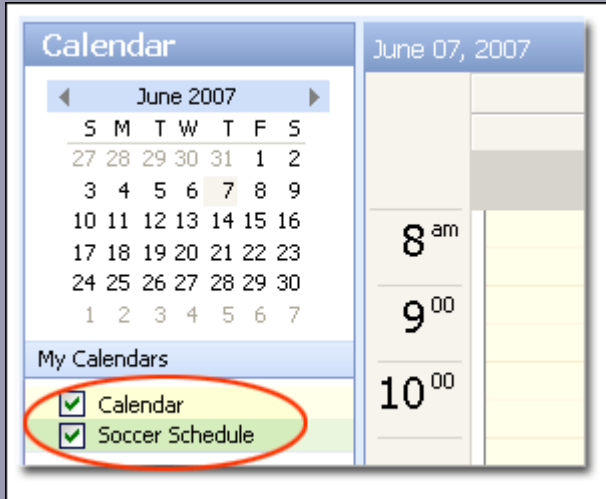 Calendar
June 2007
S M T W T F S
27 28 29 30 31 1 2
3 4 5 6 7 8 9
10 11 12 13 14 15 16
17 18 19 20 21 22 23
24 25 26 27 28 29 30
1 2 3 4 5 6 7
My Calendars
Calendar
Soccer Schedule
June 07, 2007
8 am
9 00
10 00